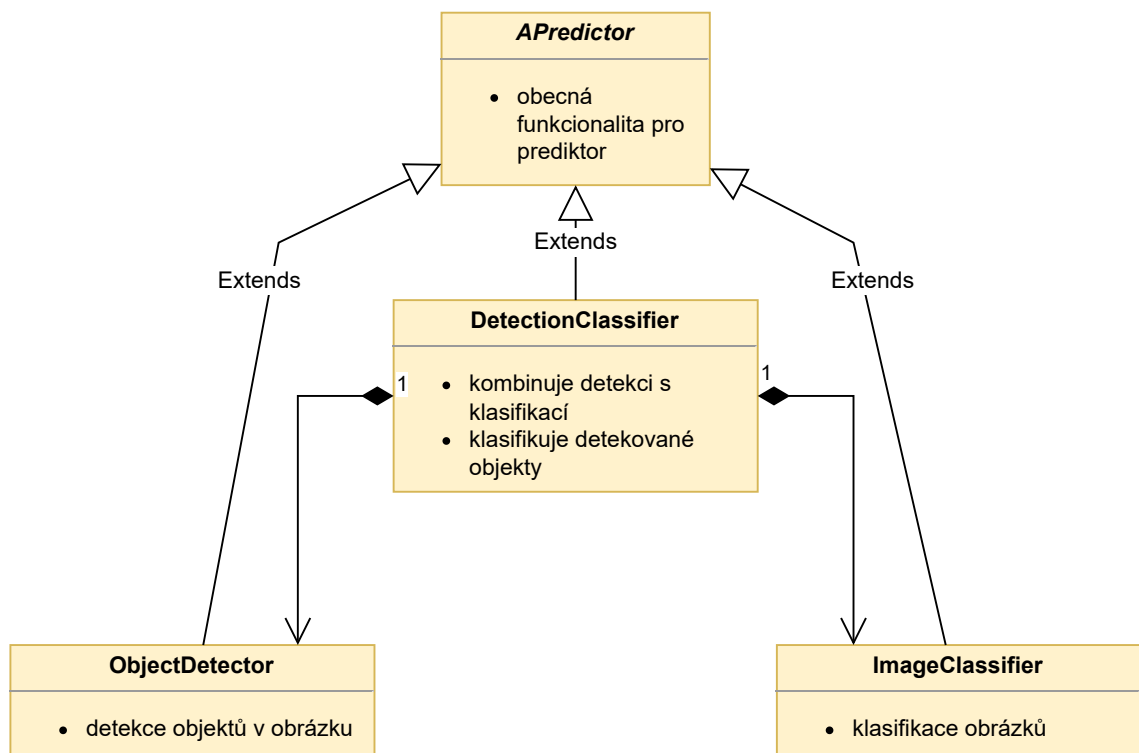 APredictor
• obecná
funkcionalita pro
prediktor
Extends
Extends
Extends
DetectionClassifier
1
• kombinuje detekci s
klasifikací
• klasifikuje detekované
objekty
1
ObjectDetector
• detekce objektů v obrázku
ImageClassifier
• klasifikace obrázků